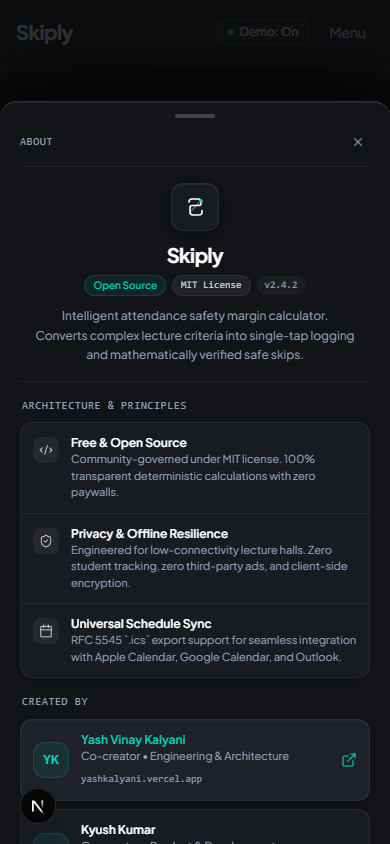 Skiply
Demo: On
Menu
ABOUT
Skiply
Open Source
MIT License
v2.4.2
Intelligent attendance safety margin calculator.
Converts complex lecture criteria into single-tap logging
and mathematically verified safe skips.
ARCHITECTURE & PRINCIPLES
Free & Open Source
Community-governed under MIT license. 100%
transparent deterministic calculations with zero
paywalls.
Privacy & Offline Resilience
Engineered for low-connectivity lecture halls. Zero
student tracking, zero third-party ads, and client-side
encryption.
Universal Schedule Sync
RFC 5545 `.ics` export support for seamless integration
with Apple Calendar, Google Calendar, and Outlook.
CREATED BY
YK
Yash Vinay Kalyani
Co-creator • Engineering & Architecture
yashkalyani.vercel.app
N
Kyush Kumar